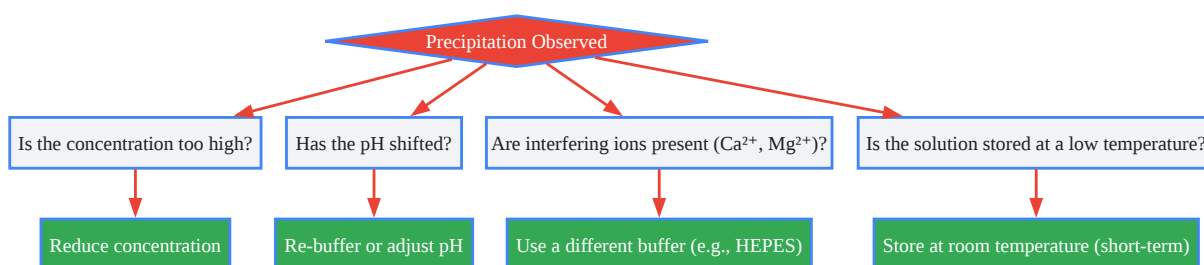 Precipitation Observed
Is the concentration too high?
Has the pH shifted?
Are interfering ions present (Ca²⁺, Mg²⁺)?
Is the solution stored at a low temperature?
Reduce concentration
Re-buffer or adjust pH
Use a different buffer (e.g., HEPES)
Store at room temperature (short-term)